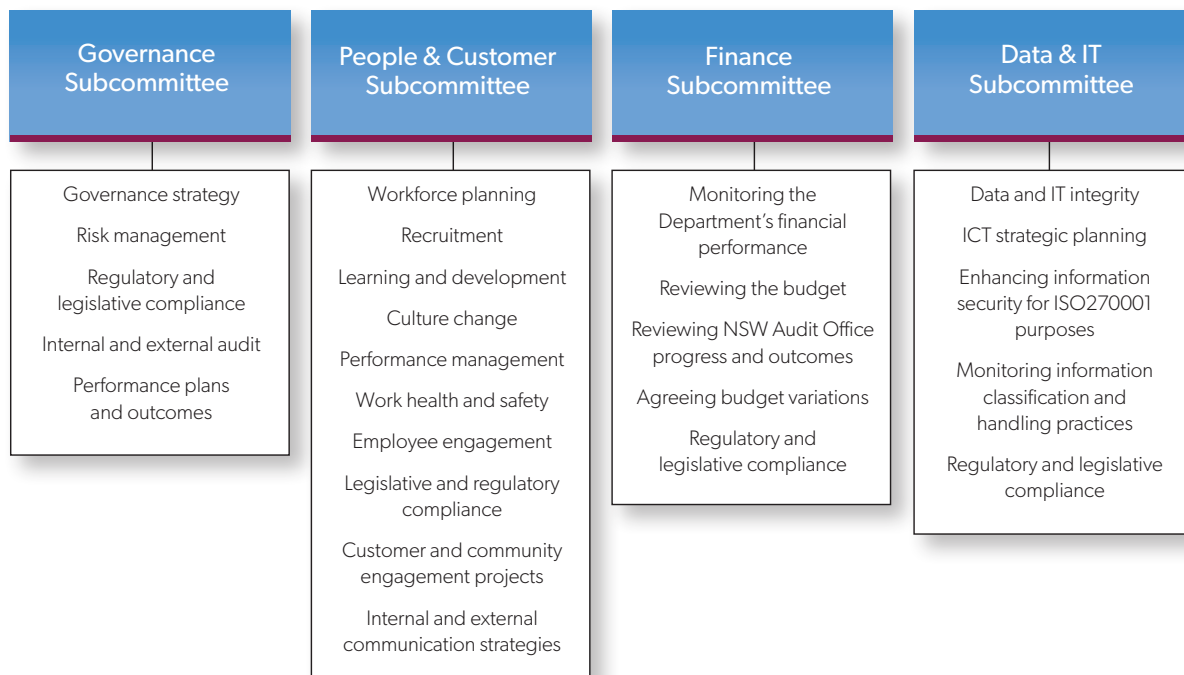 Governance
Subcommittee
Governance strategy
Risk management
Regulatory and
legislative compliance
Internal and external audit
Performance plans
and outcomes
People & Customer
Subcommittee
Workforce planning
Recruitment
Learning and development
Culture change
Performance management
Work health and safety
Employee engagement
Legislative and regulatory
compliance
Customer and community
engagement projects
Internal and external
communication strategies
Finance
Subcommittee
Monitoring the
Department’s financial
performance
Reviewing the budget
Reviewing NSW Audit Office
progress and outcomes
Agreeing budget variations
Regulatory and
legislative compliance
Data & IT
Subcommittee
Data and IT integrity
ICT strategic planning
Enhancing information
security for ISO270001
purposes
Monitoring information
classification and
handling practices
Regulatory and legislative
compliance